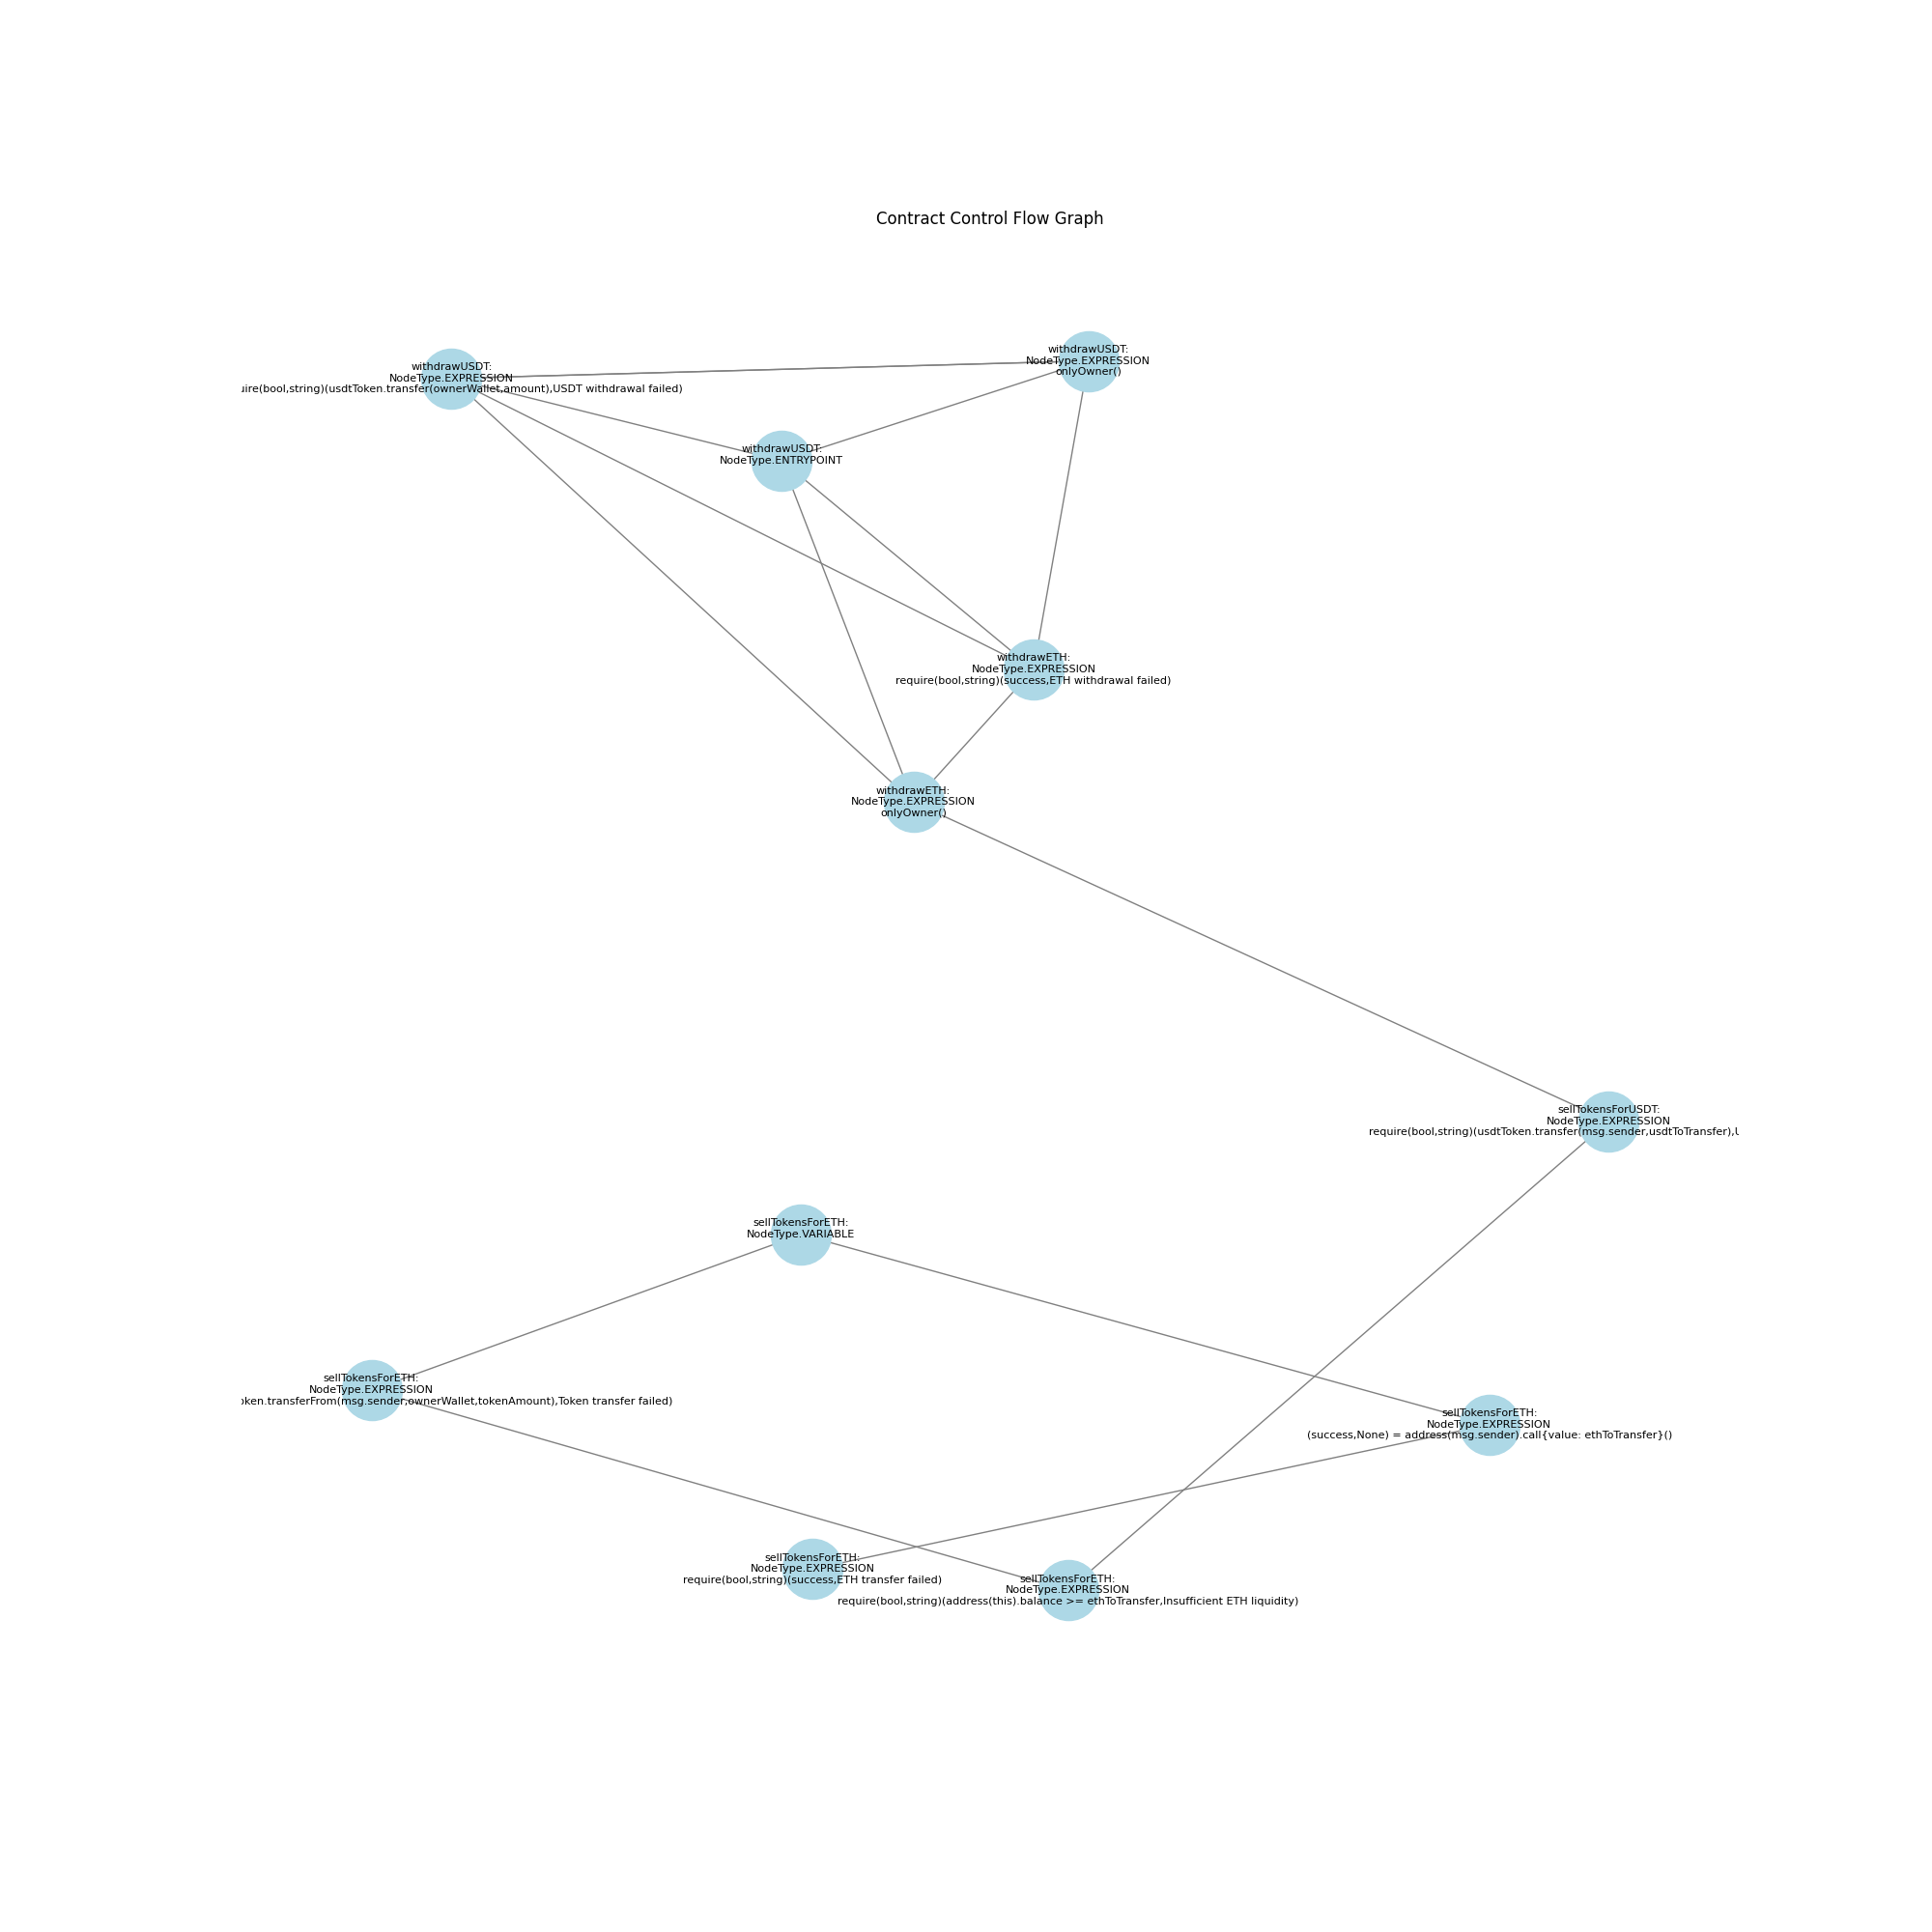 Contract Control Flow Graph
withdrawUSDT:
NodeType.EXPRESSION
onlyOwner()
withdrawUSDT:
NodeType.EXPRESSION
ire(bool,string)(usdtToken.transfer(ownerWallet,amount),USDT withdrawal failed)
withdrawUSDT:
NodeType.ENTRYPOINT
withdrawETH:
NodeType.EXPRESSION
require(bool,string)(success,ETH withdrawal failed)
withdrawETH:
NodeType.EXPRESSION
onlyOwner()
sellTokensForUSDT:
NodeType.EXPRESSION
require(bool,string)(usdtToken.transfer(msg.sender,usdtToTransfer),
sellTokensForETH:
NodeType.VARIABLE
sellTokensForETH:
NodeType.EXPRESSION
ken.transferFrom(msg.sender,ownerWallet,tokenAmount),Token transfer failed)
sellTokensForETH:
NodeType.EXPRESSION
(success,None) = address(msg.sender).call{value: ethToTransfer}()
sellTokensForETH:
NodeType.EXPRESSION
require(bool,string)(success,ETH transfer failed)
sellTokensForETH:
NodeType.EXPRESSION
require(bool,string)(address(this).balance >= ethToTransfer,Insufficient ETH liquidity)